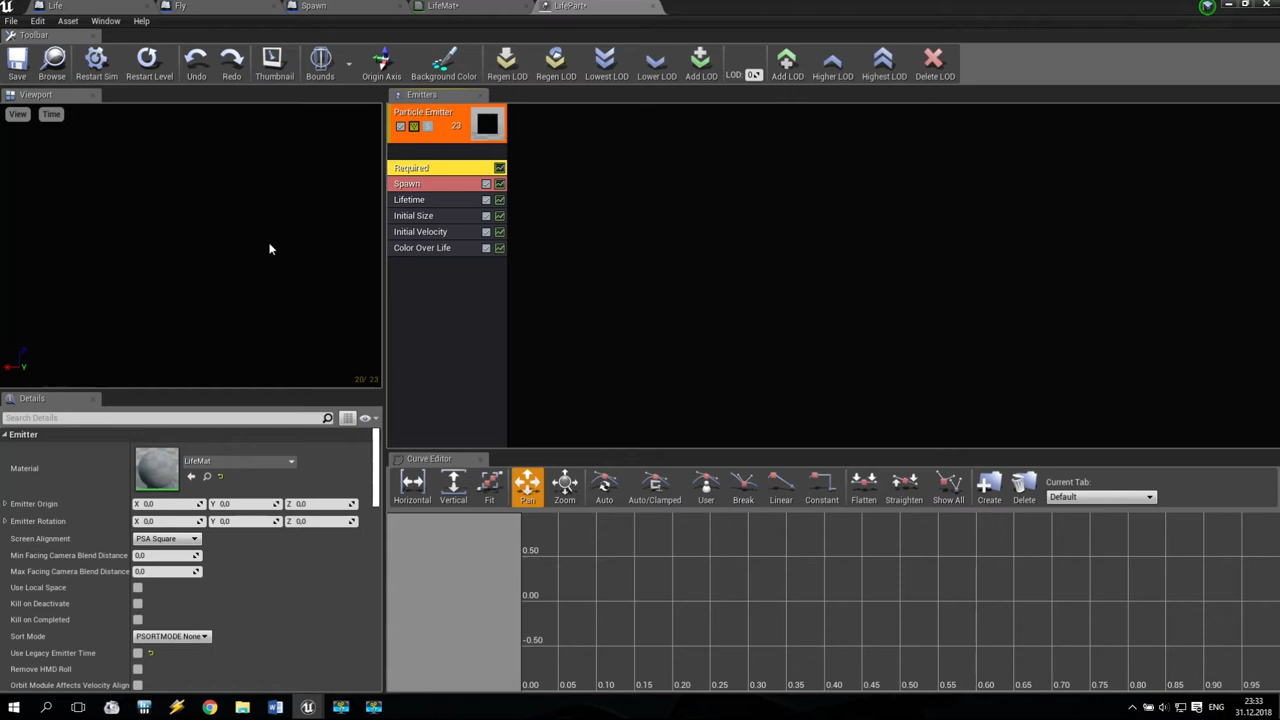 Life
Fly
Spawn
LifeMat*
LifePart*
File Edit Asset Window Help
Toolbar
Save Browse Restart Sim Restart Level Undo Redo Thumbnail Bounds Origin Axis Background Color Regen LOD Regen LOD Lowest LOD Lower LOD Add LOD LOD: 0 Add LOD Higher LOD Highest LOD Delete LOD
Viewport
View Time
20/ 23
Emitters
Particle Emitter
23
Required
Spawn
Lifetime
Initial Size
Initial Velocity
Color Over Life
Details
Search Details
Emitter
Material LifeMat
Emitter Origin X 0,0 Y 0,0 Z 0,0
Emitter Rotation X 0,0 Y 0,0 Z 0,0
Screen Alignment PSA Square
Min Facing Camera Blend Distance 0,0
Max Facing Camera Blend Distance 0,0
Use Local Space
Kill on Deactivate
Kill on Completed
Sort Mode PSORTMODE None
Use Legacy Emitter Time
Remove HMD Roll
Orbit Module Affects Velocity Align
Curve Editor
Horizontal Vertical Fit Pan Zoom Auto Auto/Clamped User Break Linear Constant Flatten Straighten Show All Create Delete
Current Tab:
Default
0.50
0.00
-0.50
0.00 0.05 0.10 0.15 0.20 0.25 0.30 0.35 0.40 0.45 0.50 0.55 0.60 0.65 0.70 0.75 0.80 0.85 0.90 0.95
ENG
23:33
31.12.2018